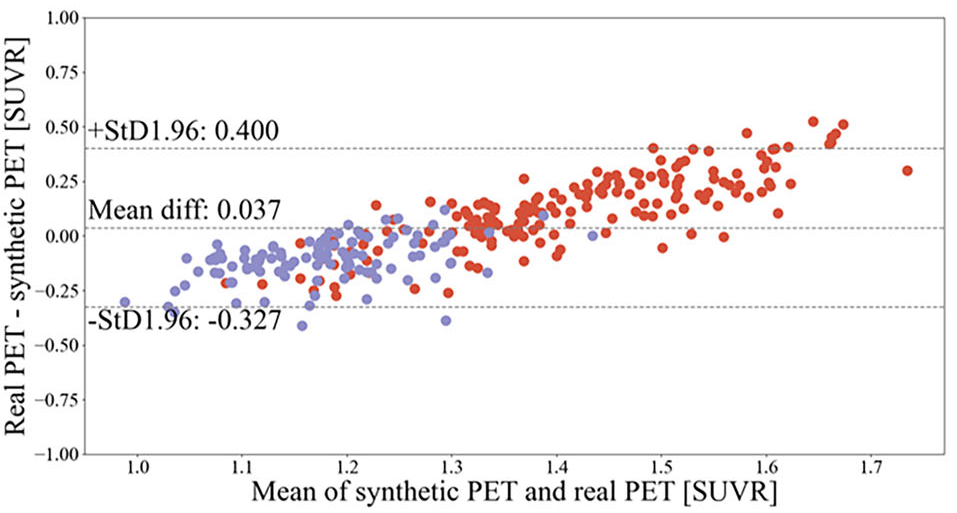 Real PET - synthetic PET [SUVR]
1.00
0.75
0.50
0.25
0.00
−0.25
−0.50
−0.75
−1.00
+StD1.96: 0.400
Mean diff: 0.037
-StD1.96: -0.327
1.0 1.1 1.2 1.3 1.4 1.5 1.6 1.7
Mean of synthetic PET and real PET [SUVR]